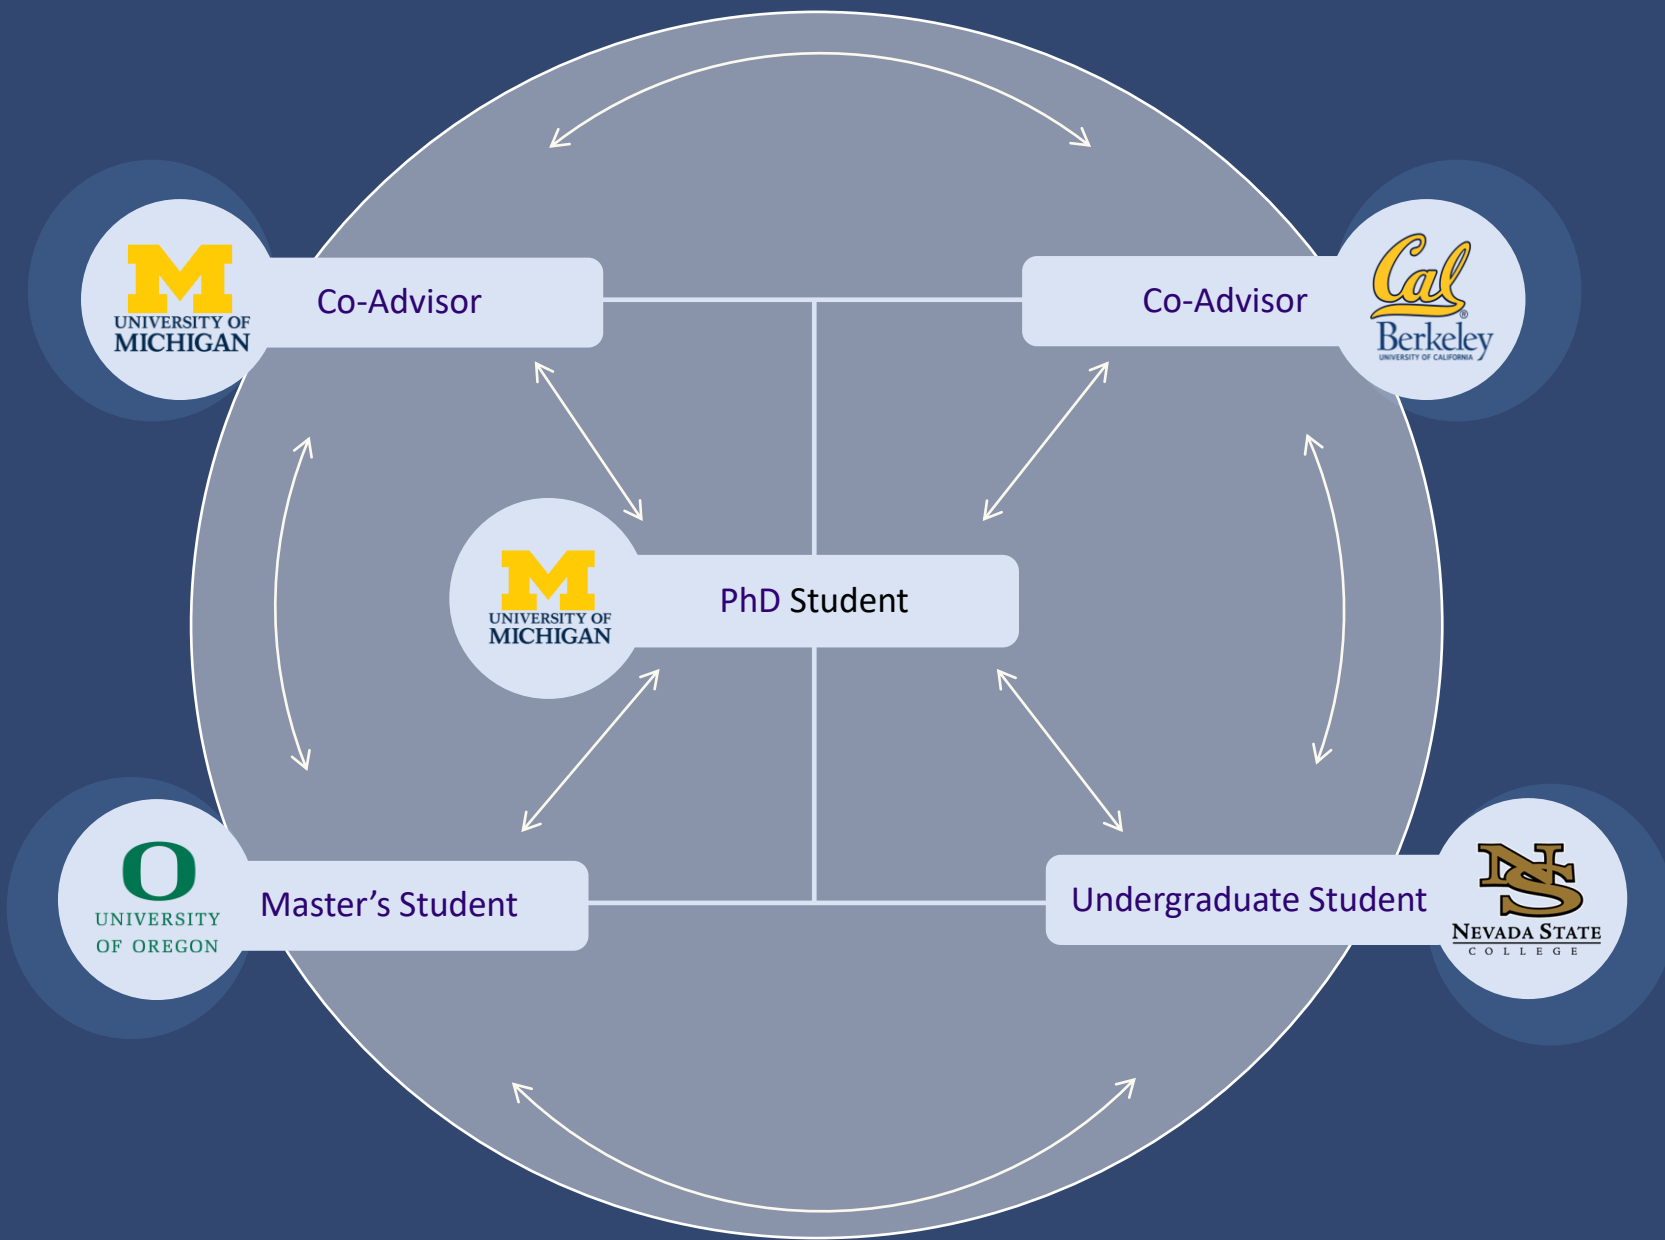 M
UNIVERSITY OF
MICHIGAN
Co-Advisor
Co-Advisor
Cal
®
Berkeley
UNIVERSITY OF CALIFORNIA
M
UNIVERSITY OF
MICHIGAN
PhD Student
O
UNIVERSITY
OF OREGON
Master’s Student
Undergraduate Student
NS
NEVADA STATE
COLLEGE